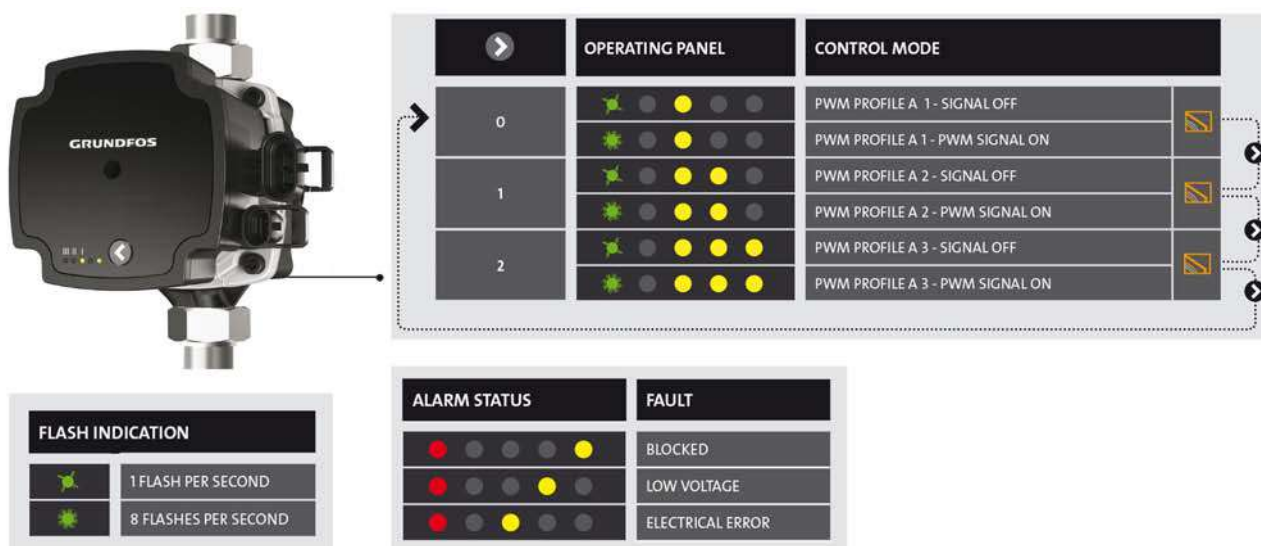 GRUNDFOS
III II I
OPERATING PANEL CONTROL MODE
0
PWM PROFILE A 1 - SIGNAL OFF
PWM PROFILE A 1 - PWM SIGNAL ON
1
PWM PROFILE A 2 - SIGNAL OFF
PWM PROFILE A 2 - PWM SIGNAL ON
2
PWM PROFILE A 3 - SIGNAL OFF
PWM PROFILE A 3 - PWM SIGNAL ON
FLASH INDICATION
1 FLASH PER SECOND
8 FLASHES PER SECOND
ALARM STATUS FAULT
BLOCKED
LOW VOLTAGE
ELECTRICAL ERROR